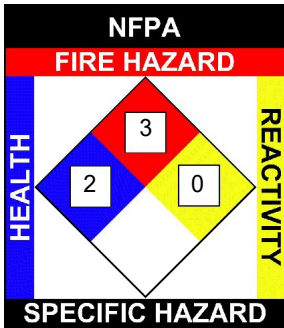 NFPA
FIRE HAZARD
HEALTH
3
2
0
REACTIVITY
SPECIFIC HAZARD